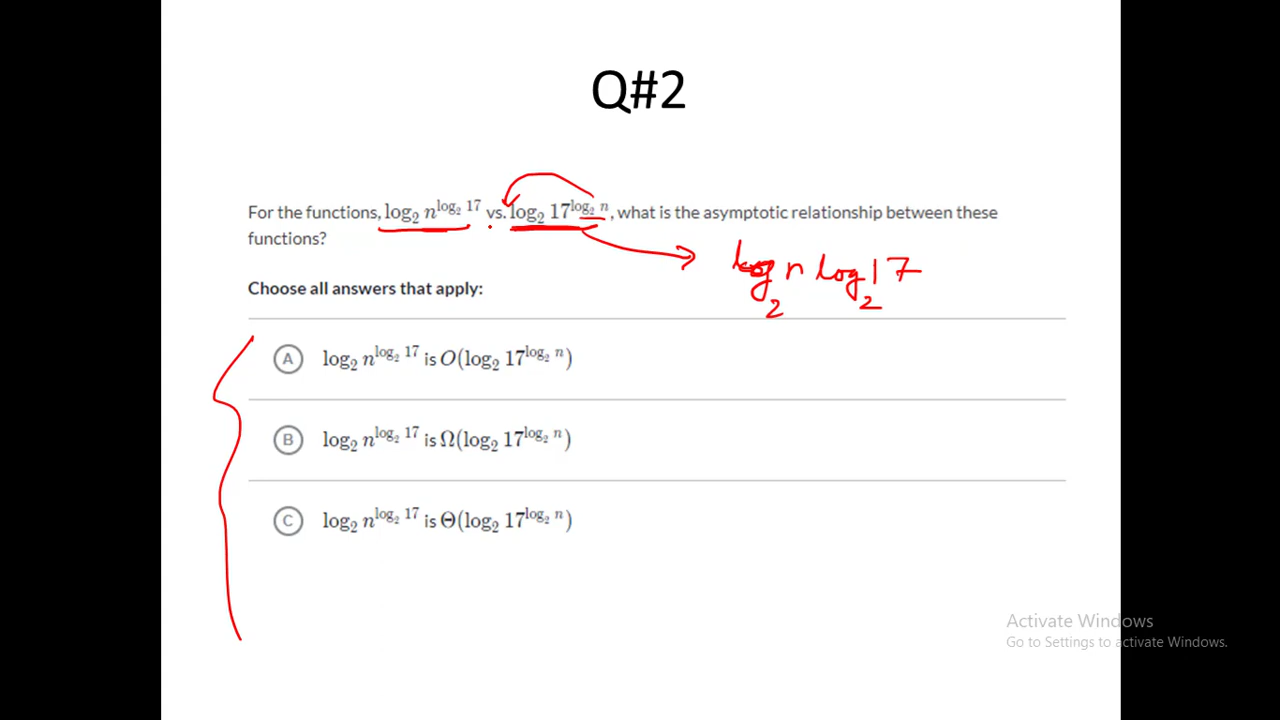 Q#2
For the functions, log₂ n^(log₂ 17) vs. log₂ 17^(log₂ n), what is the asymptotic relationship between these
functions?
log₂ n log₂ 17
Choose all answers that apply:
A log₂ n^(log₂ 17) is O(log₂ 17^(log₂ n))
B log₂ n^(log₂ 17) is Ω(log₂ 17^(log₂ n))
C log₂ n^(log₂ 17) is Θ(log₂ 17^(log₂ n))
Activate Windows
Go to Settings to activate Windows.